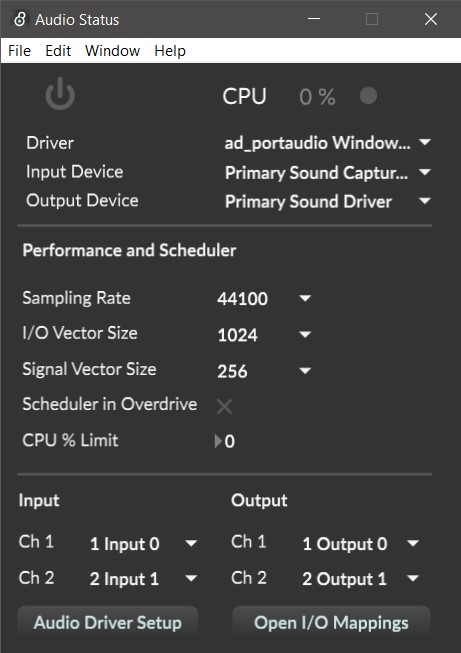 Audio Status
File Edit Window Help
CPU 0 %
Driver ad_portaudio Window...
Input Device Primary Sound Captur...
Output Device Primary Sound Driver
Performance and Scheduler
Sampling Rate 44100
I/O Vector Size 1024
Signal Vector Size 256
Scheduler in Overdrive
CPU % Limit 0
Input Output
Ch 1 1 Input 0 Ch 1 1 Output 0
Ch 2 2 Input 1 Ch 2 2 Output 1
Audio Driver Setup Open I/O Mappings